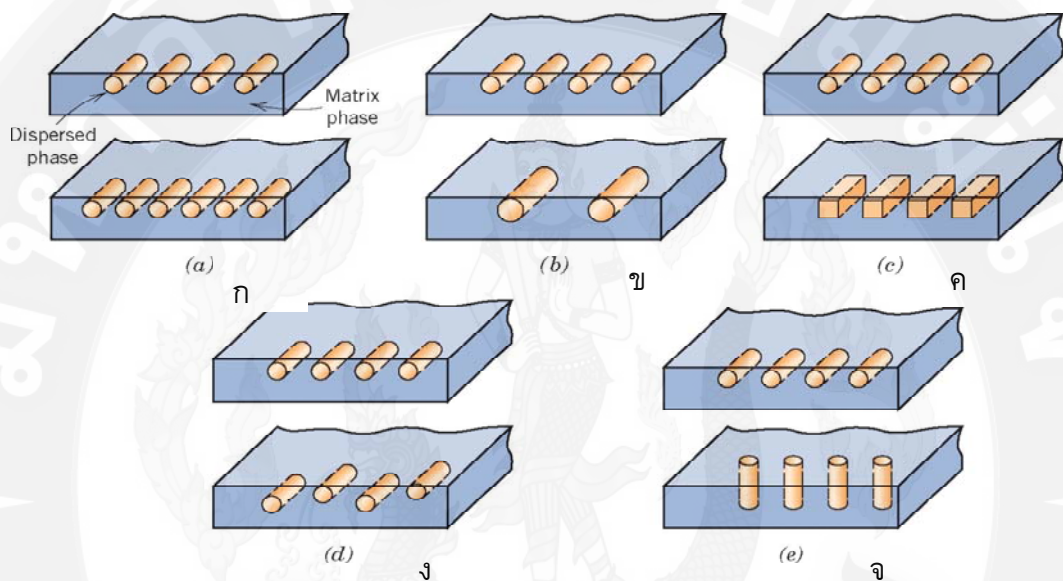 Matrix
phase
Dispersed
phase
(a)
(b)
(c)
ก
ข
ค
(d)
(e)
ง
จ